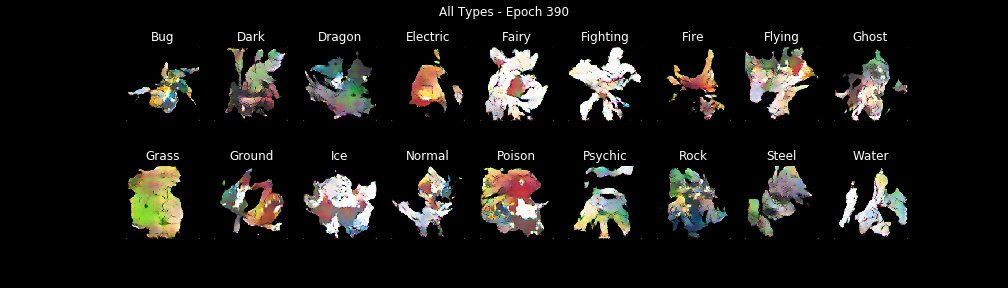 All Types - Epoch 390
Bug Dark Dragon Electric Fairy Fighting Fire Flying Ghost
Grass Ground Ice Normal Poison Psychic Rock Steel Water